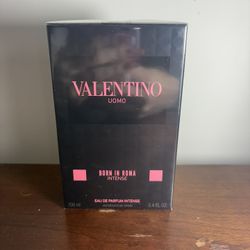 VALENTINO
UOMO
BORN IN ROMA
INTENSE
EAU DE PARFUM INTENSE
100 ml
3.4 FL.OZ.